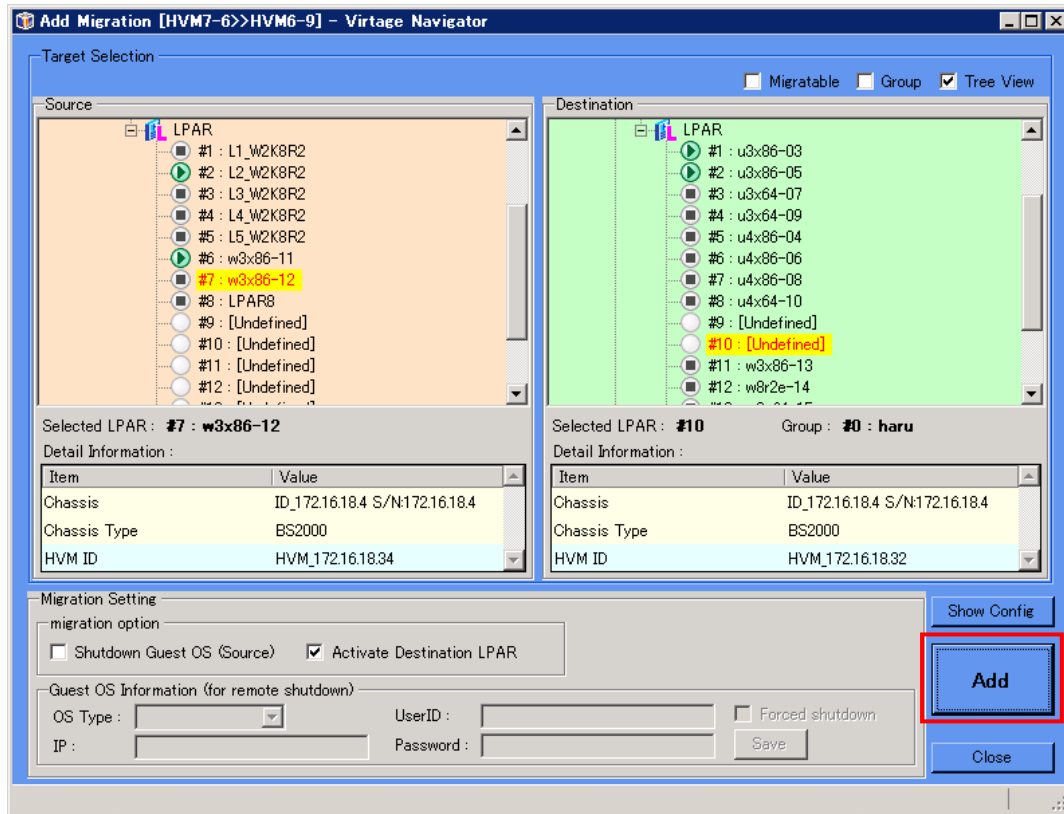 Add Migration [HVM7-6>>HVM6-9] - Virtage Navigator
Target Selection
Migratable Group Tree View
Source
LPAR
#1 : L1_W2K8R2
#2 : L2_W2K8R2
#3 : L3_W2K8R2
#4 : L4_W2K8R2
#5 : L5_W2K8R2
#6 : w3x86-11
#7 : w3x86-12
#8 : LPAR8
#9 : [Undefined]
#10 : [Undefined]
#11 : [Undefined]
#12 : [Undefined]
Selected LPAR : #7 : w3x86-12
Detail Information :
Item Value
Chassis ID_172.16.18.4 S/N:172.16.18.4
Chassis Type BS2000
HVM ID HVM_172.16.18.34
Destination
LPAR
#1 : u3x86-03
#2 : u3x86-05
#3 : u3x64-07
#4 : u3x64-09
#5 : u4x86-04
#6 : u4x86-06
#7 : u4x86-08
#8 : u4x64-10
#9 : [Undefined]
#10 : [Undefined]
#11 : w3x86-13
#12 : w8r2e-14
Selected LPAR : #10 Group : #0 : haru
Detail Information :
Item Value
Chassis ID_172.16.18.4 S/N:172.16.18.4
Chassis Type BS2000
HVM ID HVM_172.16.18.32
Migration Setting
migration option
Shutdown Guest OS (Source) Activate Destination LPAR
Guest OS Information (for remote shutdown)
OS Type : UserID : Forced shutdown
IP : Password : Save
Show Config
Add
Close